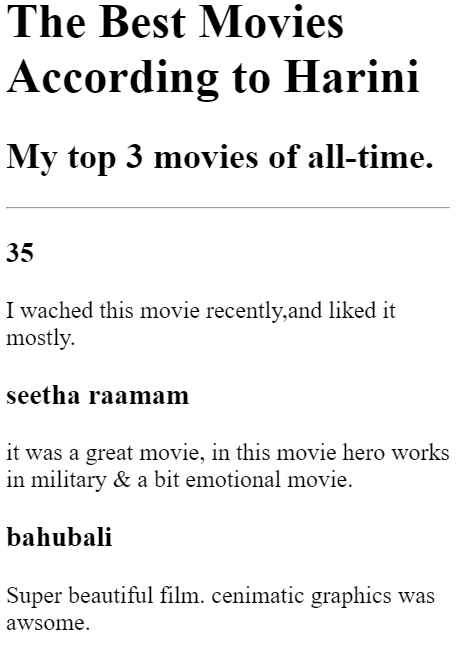 The Best Movies
According to Harini
My top 3 movies of all-time.
35
I wached this movie recently,and liked it
mostly.
seetha raamam
it was a great movie, in this movie hero works
in military & a bit emotional movie.
bahubali
Super beautiful film. cenimatic graphics was
awsome.